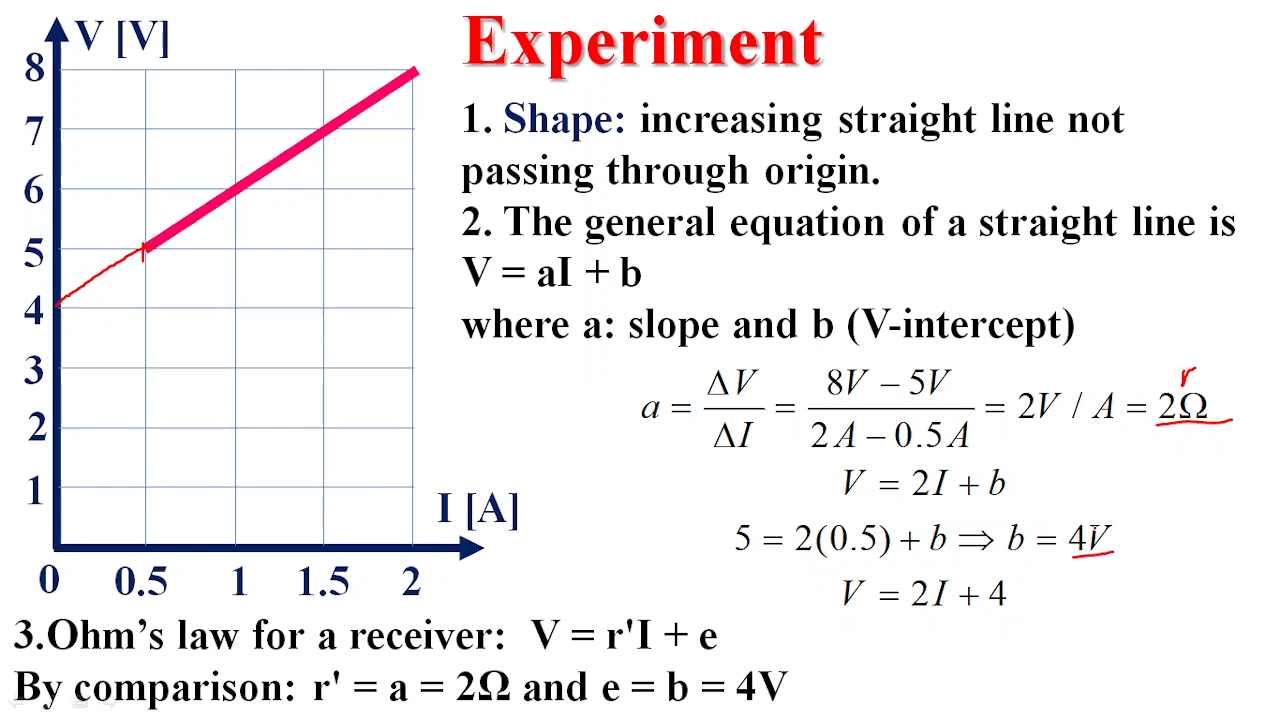 V [V]
8
7
6
5
4
3
2
1
I [A]
0 0.5 1 1.5 2
Experiment
1. Shape: increasing straight line not
passing through origin.
2. The general equation of a straight line is
V = aI + b
where a: slope and b (V-intercept)
a = ΔV / ΔI = (8V − 5V) / (2A − 0.5A) = 2V / A = 2Ω
r
V = 2I + b
5 = 2(0.5) + b ⇒ b = 4V
V = 2I + 4
3.Ohm's law for a receiver: V = r'I + e
By comparison: r' = a = 2Ω and e = b = 4V